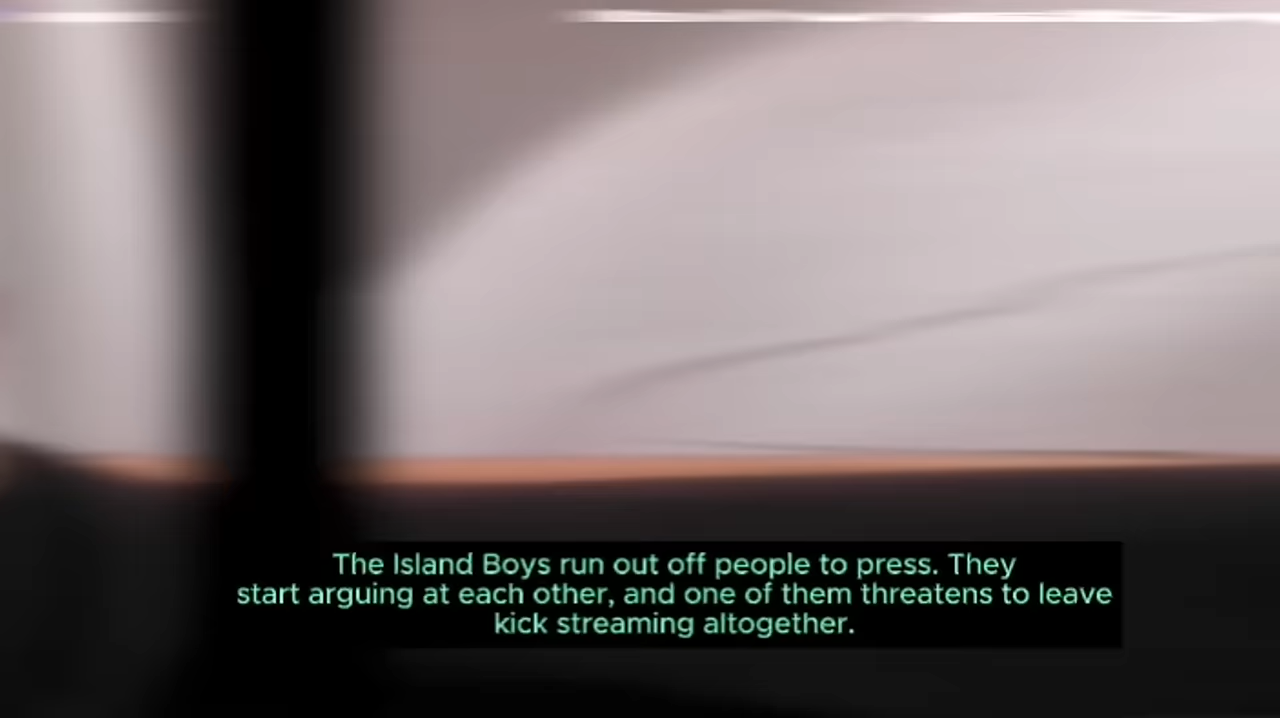 The Island Boys run out off people to press. They
start arguing at each other, and one of them threatens to leave
kick streaming altogether.